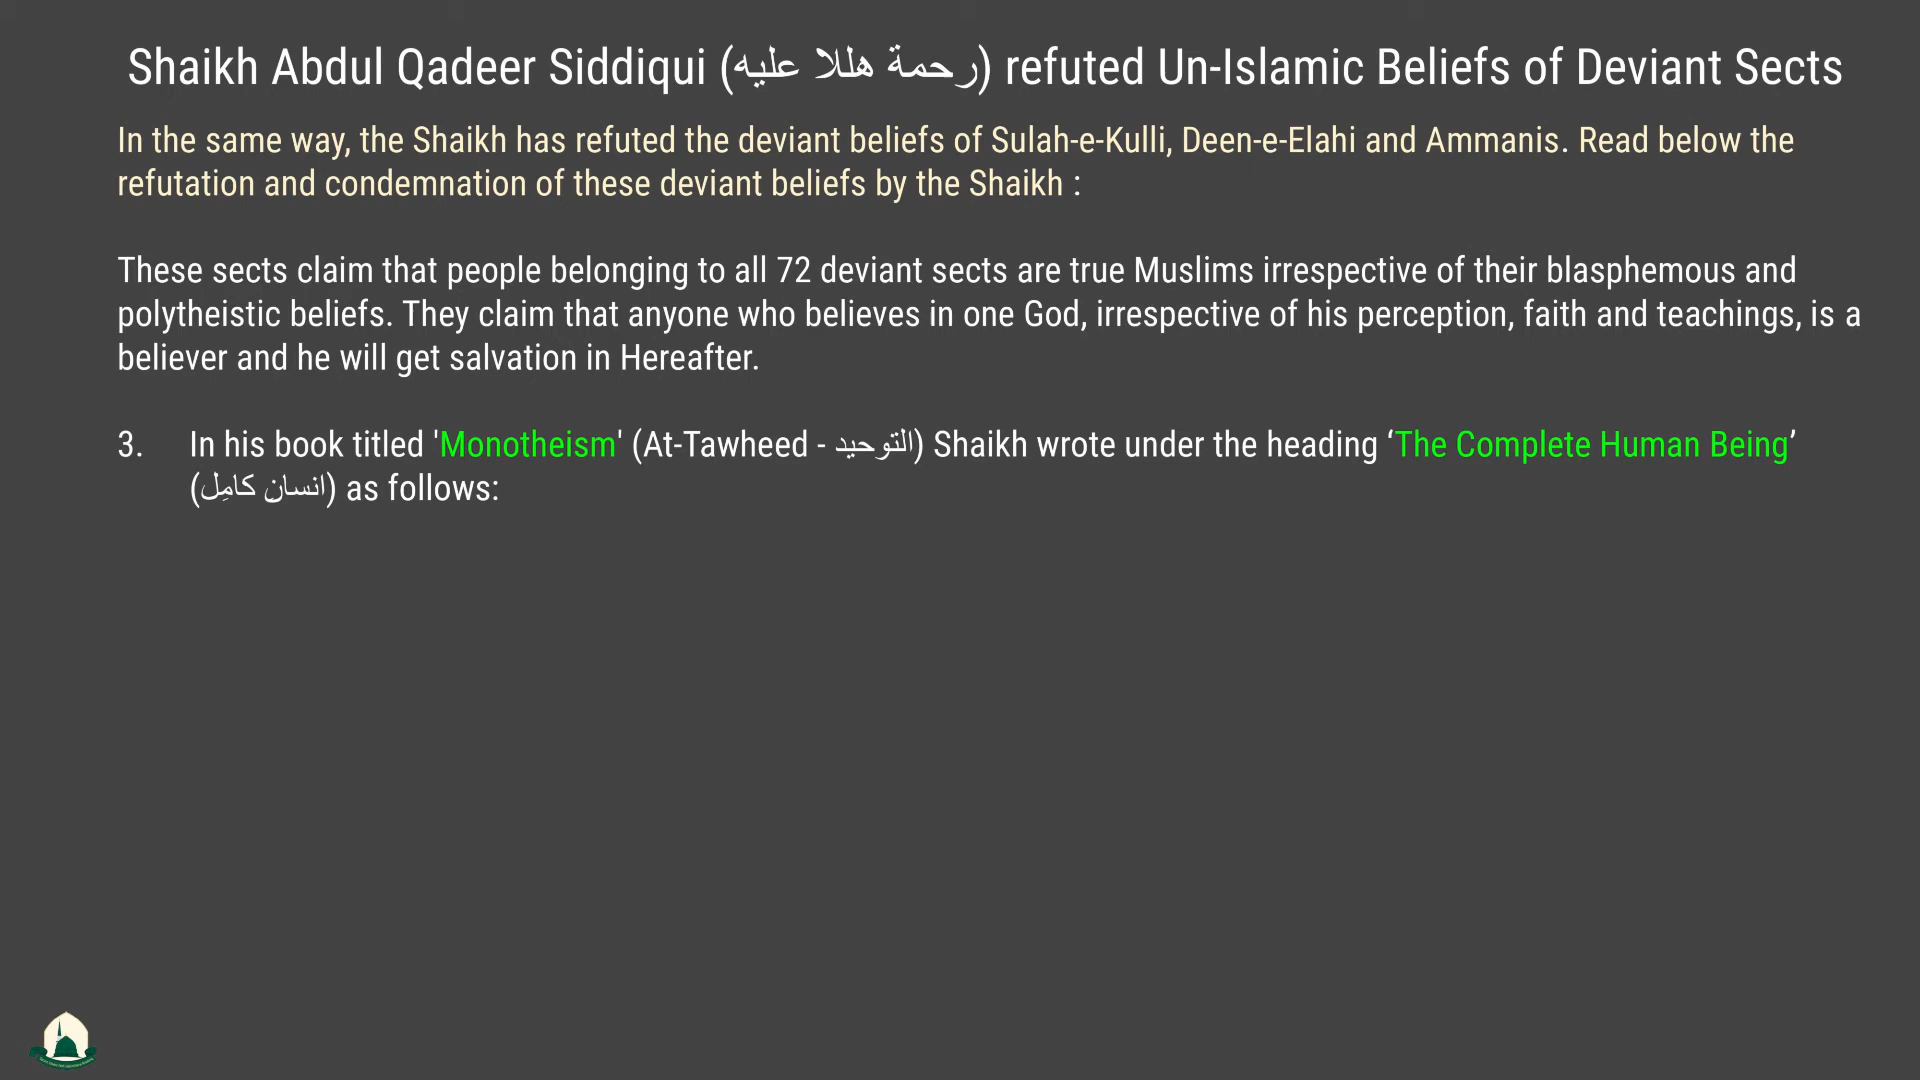 Shaikh Abdul Qadeer Siddiqui (رحمة هللا عليه) refuted Un-Islamic Beliefs of Deviant Sects
In the same way, the Shaikh has refuted the deviant beliefs of Sulah-e-Kulli, Deen-e-Elahi and Ammanis. Read below the
refutation and condemnation of these deviant beliefs by the Shaikh :
These sects claim that people belonging to all 72 deviant sects are true Muslims irrespective of their blasphemous and
polytheistic beliefs. They claim that anyone who believes in one God, irrespective of his perception, faith and teachings, is a
believer and he will get salvation in Hereafter.
3. In his book titled 'Monotheism' (At-Tawheed - التوحيد) Shaikh wrote under the heading ‘The Complete Human Being’
(انسانِ كامِل) as follows: